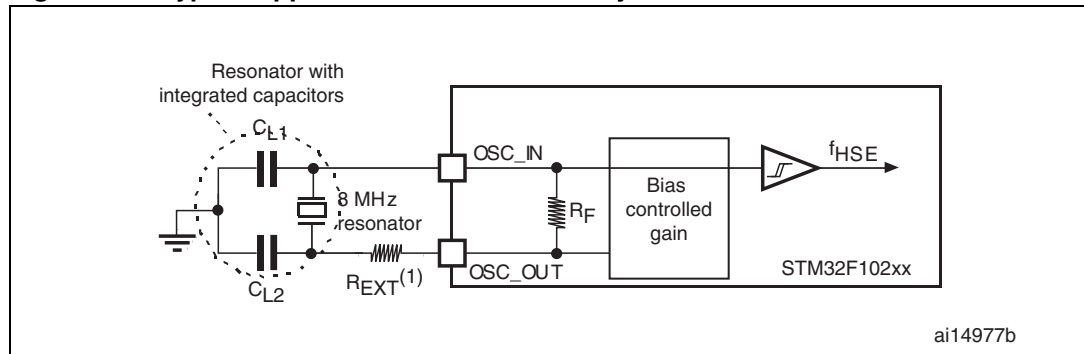 Resonator with
integrated capacitors
CL1
OSC_IN
fHSE
8 MHz
resonator
RF
Bias
controlled
gain
REXT(1)
OSC_OUT
STM32F102xx
CL2
ai14977b